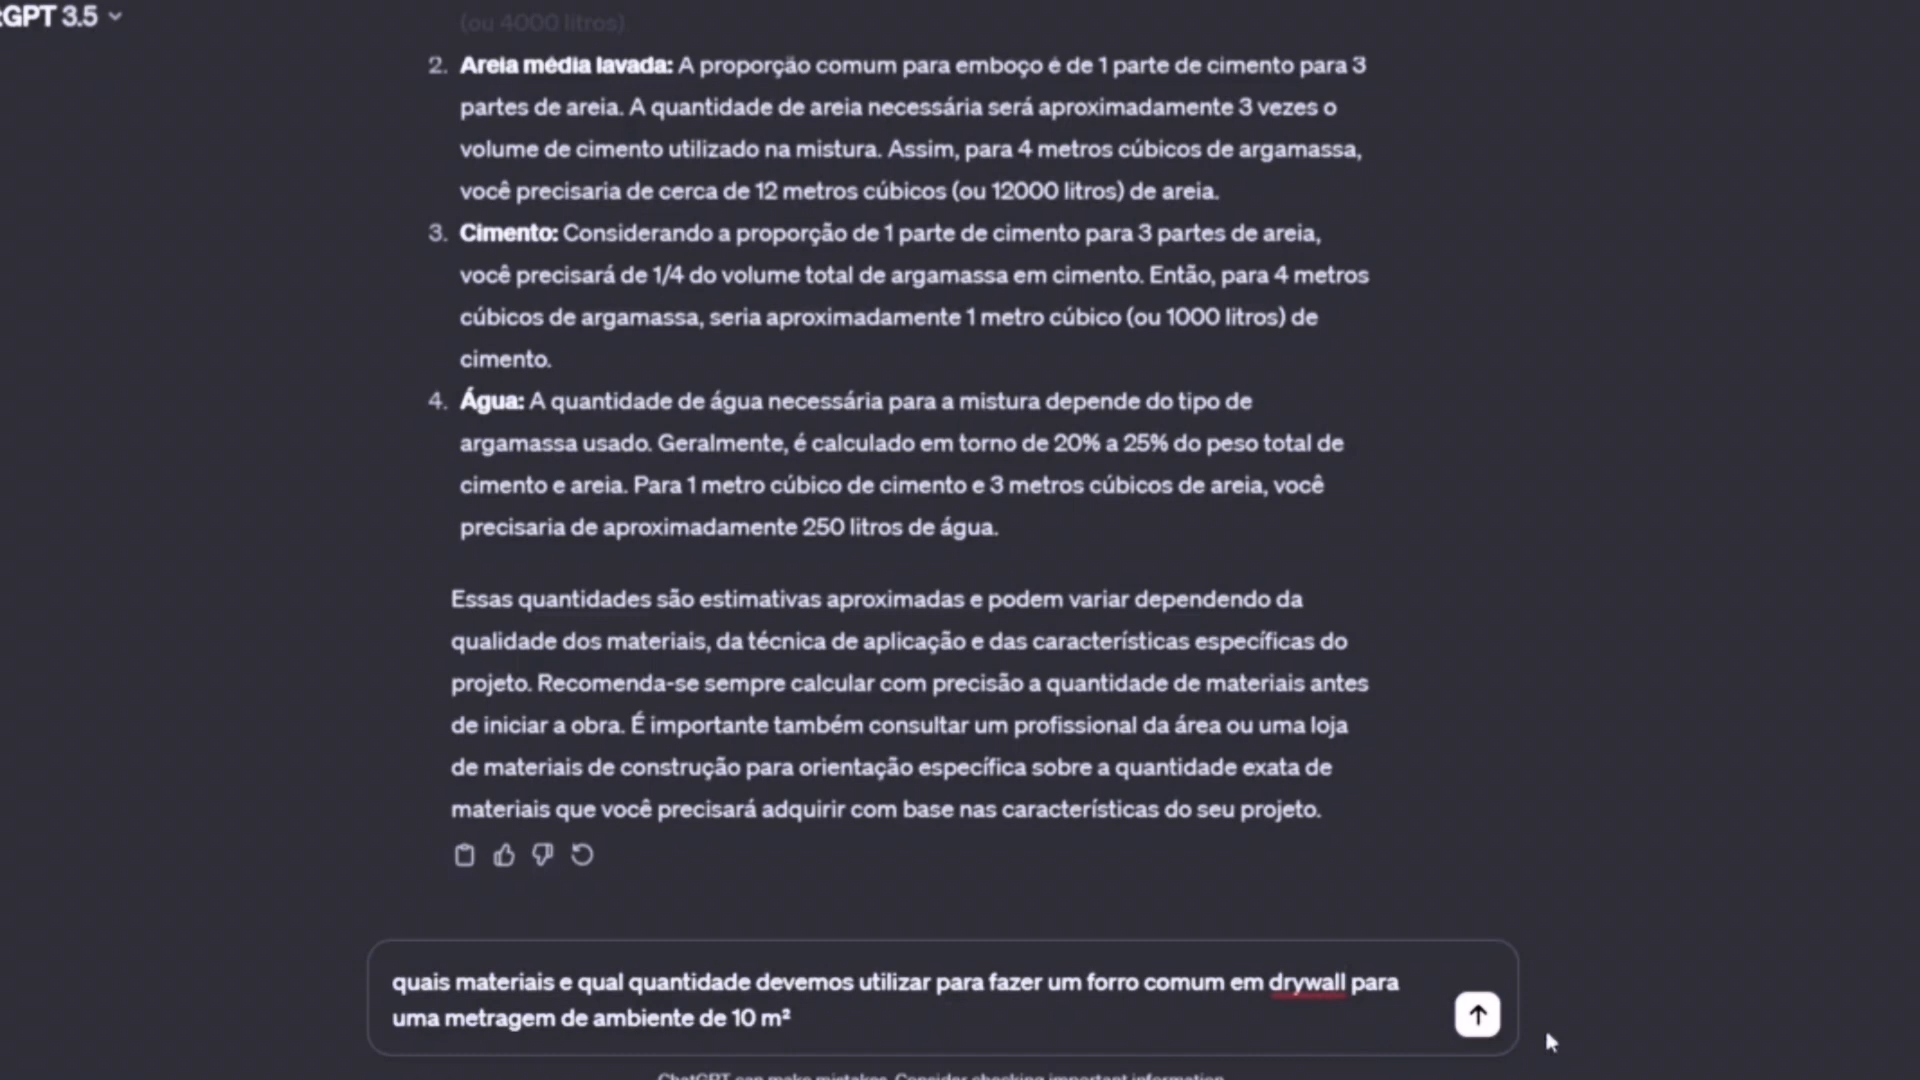 GPT 3.5
(ou 4000 litros).
2. Areia média lavada: A proporção comum para emboço é de 1 parte de cimento para 3
partes de areia. A quantidade de areia necessária será aproximadamente 3 vezes o
volume de cimento utilizado na mistura. Assim, para 4 metros cúbicos de argamassa,
você precisaria de cerca de 12 metros cúbicos (ou 12000 litros) de areia.
3. Cimento: Considerando a proporção de 1 parte de cimento para 3 partes de areia,
você precisará de 1/4 do volume total de argamassa em cimento. Então, para 4 metros
cúbicos de argamassa, seria aproximadamente 1 metro cúbico (ou 1000 litros) de
cimento.
4. Água: A quantidade de água necessária para a mistura depende do tipo de
argamassa usado. Geralmente, é calculado em torno de 20% a 25% do peso total de
cimento e areia. Para 1 metro cúbico de cimento e 3 metros cúbicos de areia, você
precisaria de aproximadamente 250 litros de água.
Essas quantidades são estimativas aproximadas e podem variar dependendo da
qualidade dos materiais, da técnica de aplicação e das características específicas do
projeto. Recomenda-se sempre calcular com precisão a quantidade de materiais antes
de iniciar a obra. É importante também consultar um profissional da área ou uma loja
de materiais de construção para orientação específica sobre a quantidade exata de
materiais que você precisará adquirir com base nas características do seu projeto.
quais materiais e qual quantidade devemos utilizar para fazer um forro comum em drywall para
uma metragem de ambiente de 10 m²
ChatGPT can make mistakes. Consider checking important information.